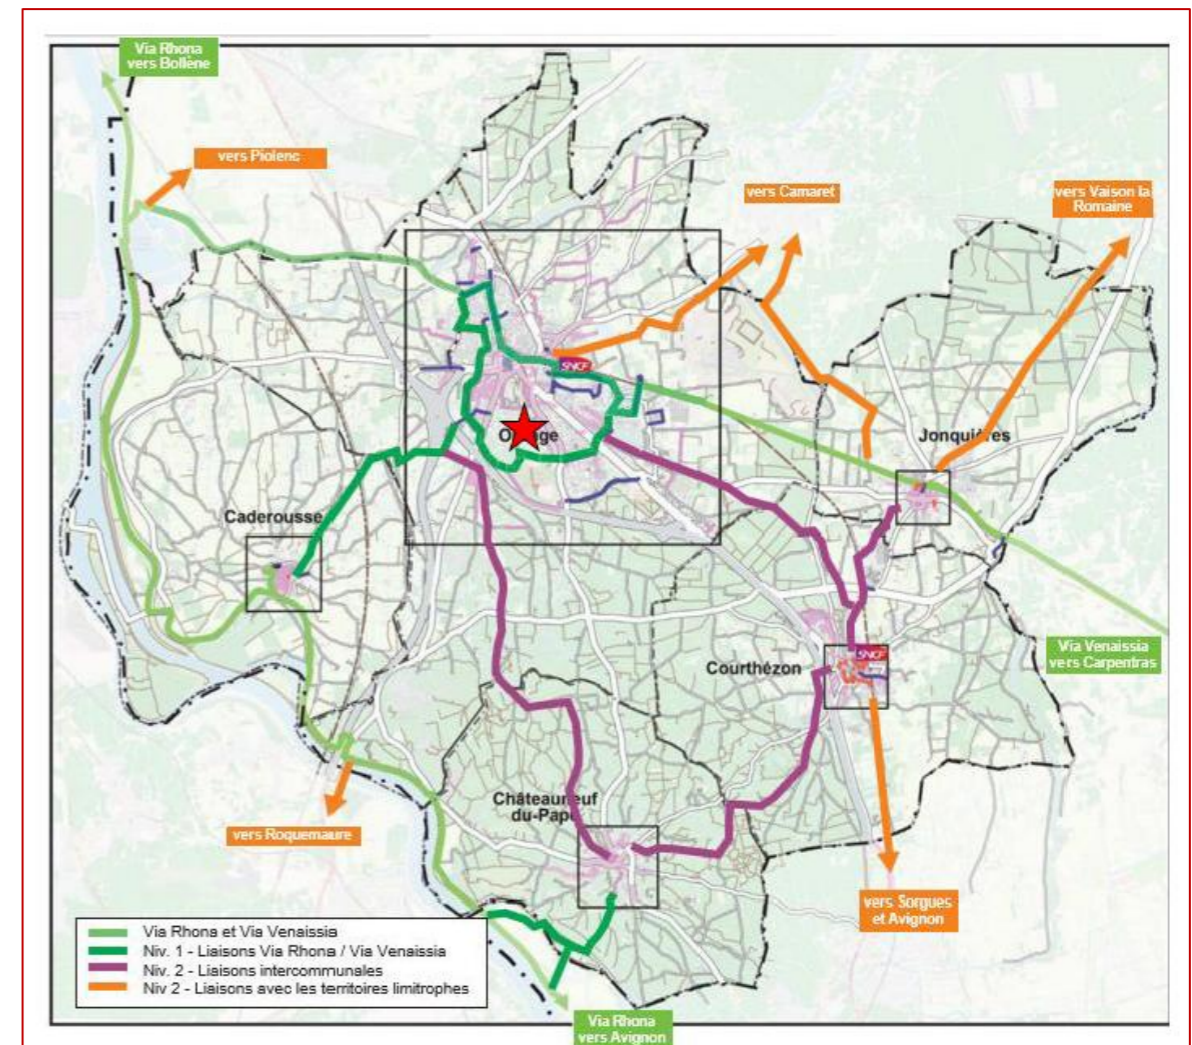 Via Rhona
vers Bollène
vers Piolenc
vers Camaret
vers Vaison la
Romaine
SNCF
Jonquières
Caderousse
Via Venaissia
vers Carpentras
SNCF
Courthézon
Châteauneuf
du-Pape
vers Roquemaure
vers Sorgues
et Avignon
Via Rhona et Via Venaissia
Niv. 1 - Liaisons Via Rhona / Via Venaissia
Niv. 2 - Liaisons intercommunales
Niv 2 - Liaisons avec les territoires limitrophes
Via Rhona
vers Avignon